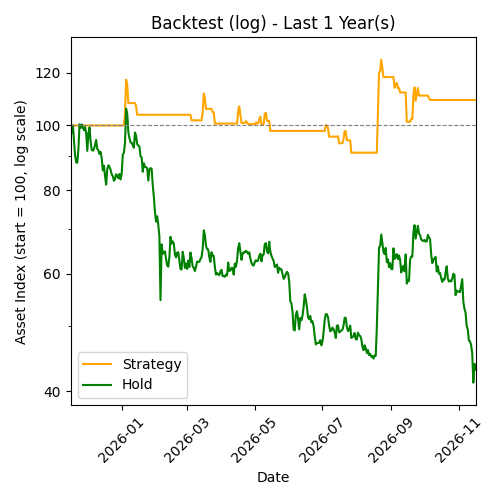 Backtest (log) - Last 1 Year(s)
Asset Index (start = 100, log scale)
120
100
80
60
40
Strategy
Hold
2026-01
2026-03
2026-05
2026-07
2026-09
2026-11
Date